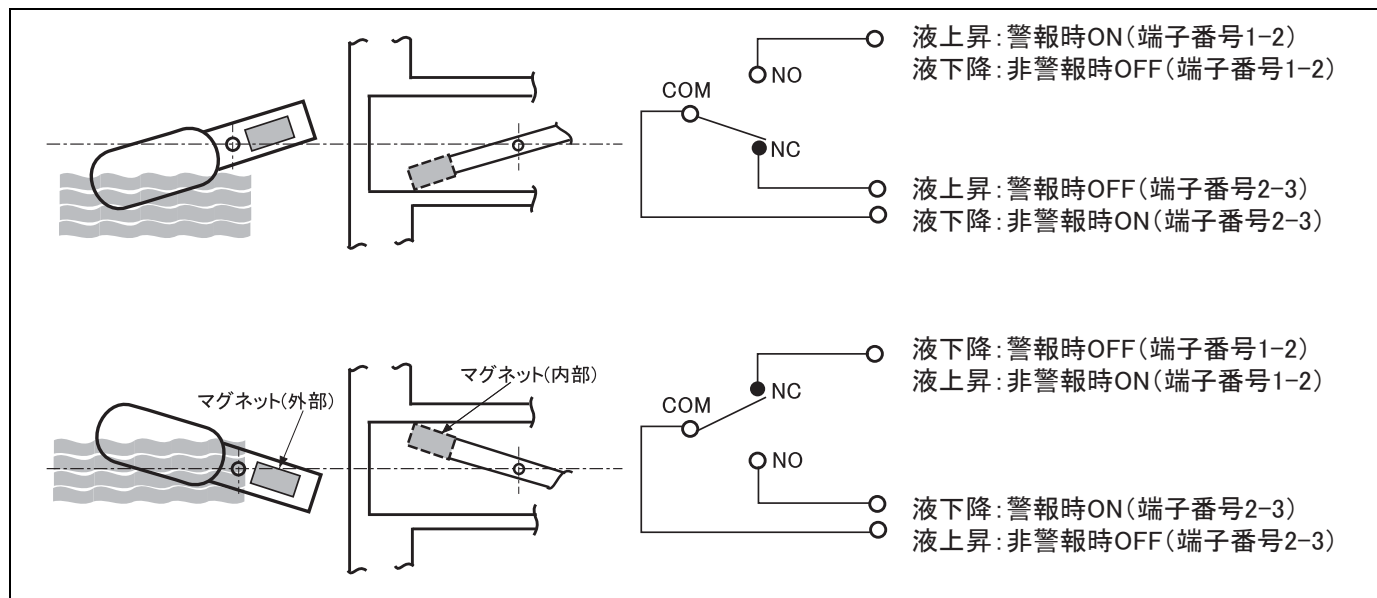 液上昇:警報時ON(端子番号1-2)
液下降:非警報時OFF(端子番号1-2)
NO
COM
NC
液上昇:警報時OFF(端子番号2-3)
液下降:非警報時ON(端子番号2-3)
液下降:警報時OFF(端子番号1-2)
液上昇:非警報時ON(端子番号1-2)
マグネット(内部)
マグネット(外部)
NC
COM
NO
液下降:警報時ON(端子番号2-3)
液上昇:非警報時OFF(端子番号2-3)